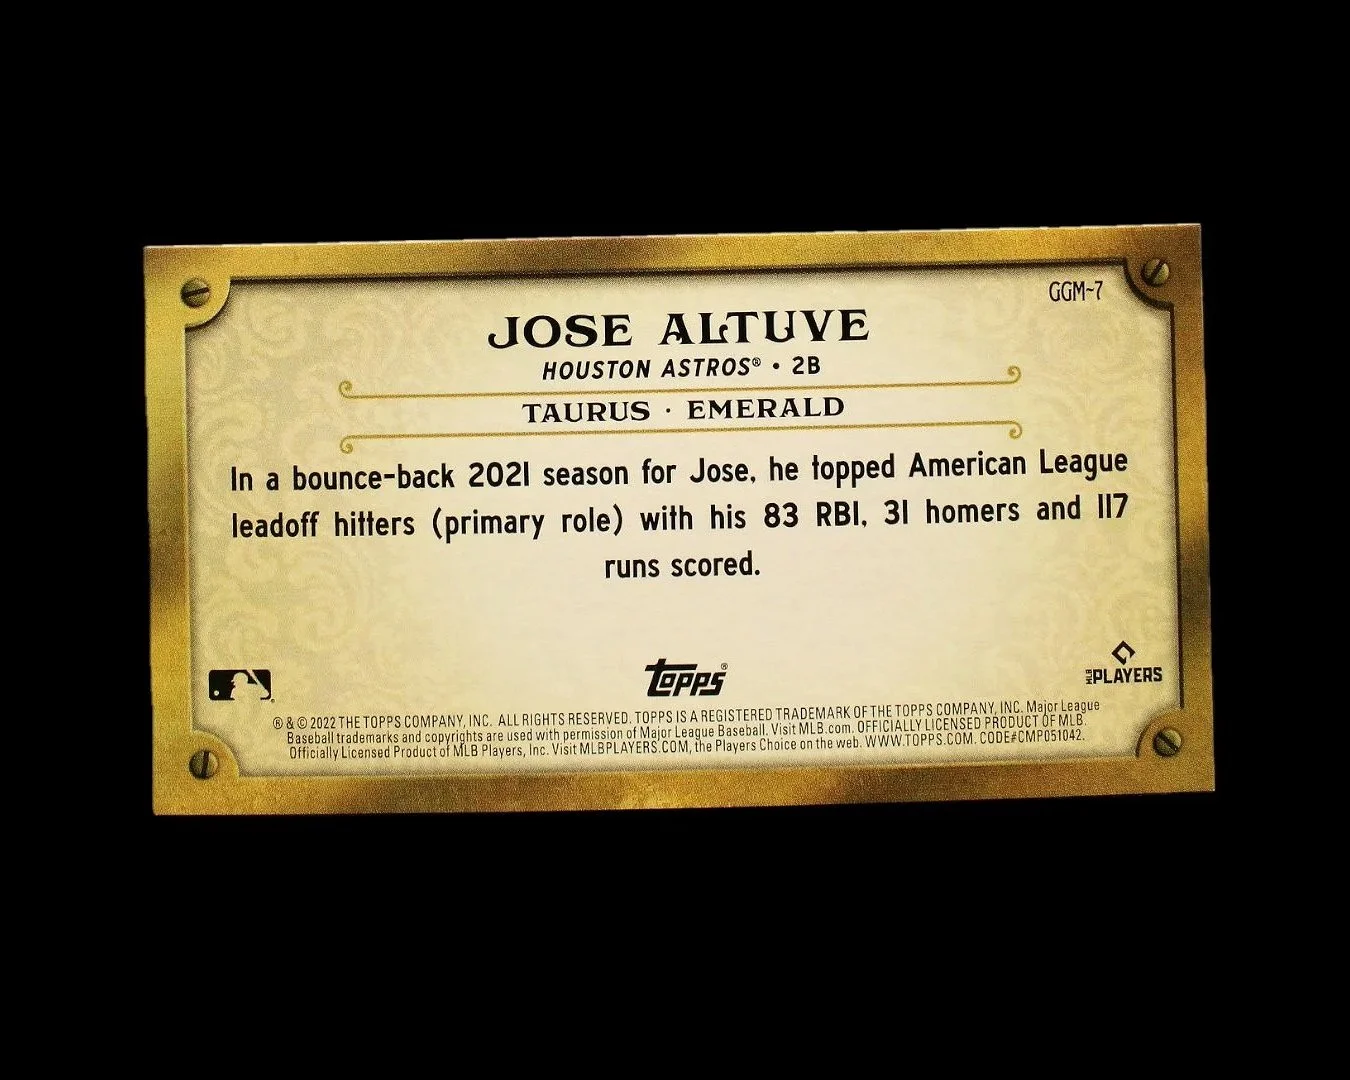 GGM-7
JOSE ALTUVE
HOUSTON ASTROS® • 2B
TAURUS · EMERALD
In a bounce-back 2021 season for Jose, he topped American League
leadoff hitters (primary role) with his 83 RBI, 31 homers and 117
runs scored.
topps®
MLB PLAYERS
® & © 2022 THE TOPPS COMPANY, INC. ALL RIGHTS RESERVED. TOPPS IS A REGISTERED TRADEMARK OF THE TOPPS COMPANY, INC. Major League
Baseball trademarks and copyrights are used with permission of Major League Baseball. Visit MLB.com. OFFICIALLY LICENSED PRODUCT OF MLB.
Officially Licensed Product of MLB Players, Inc. Visit MLBPLAYERS.COM, the Players Choice on the web. WWW.TOPPS.COM. CODE#CMP051042.